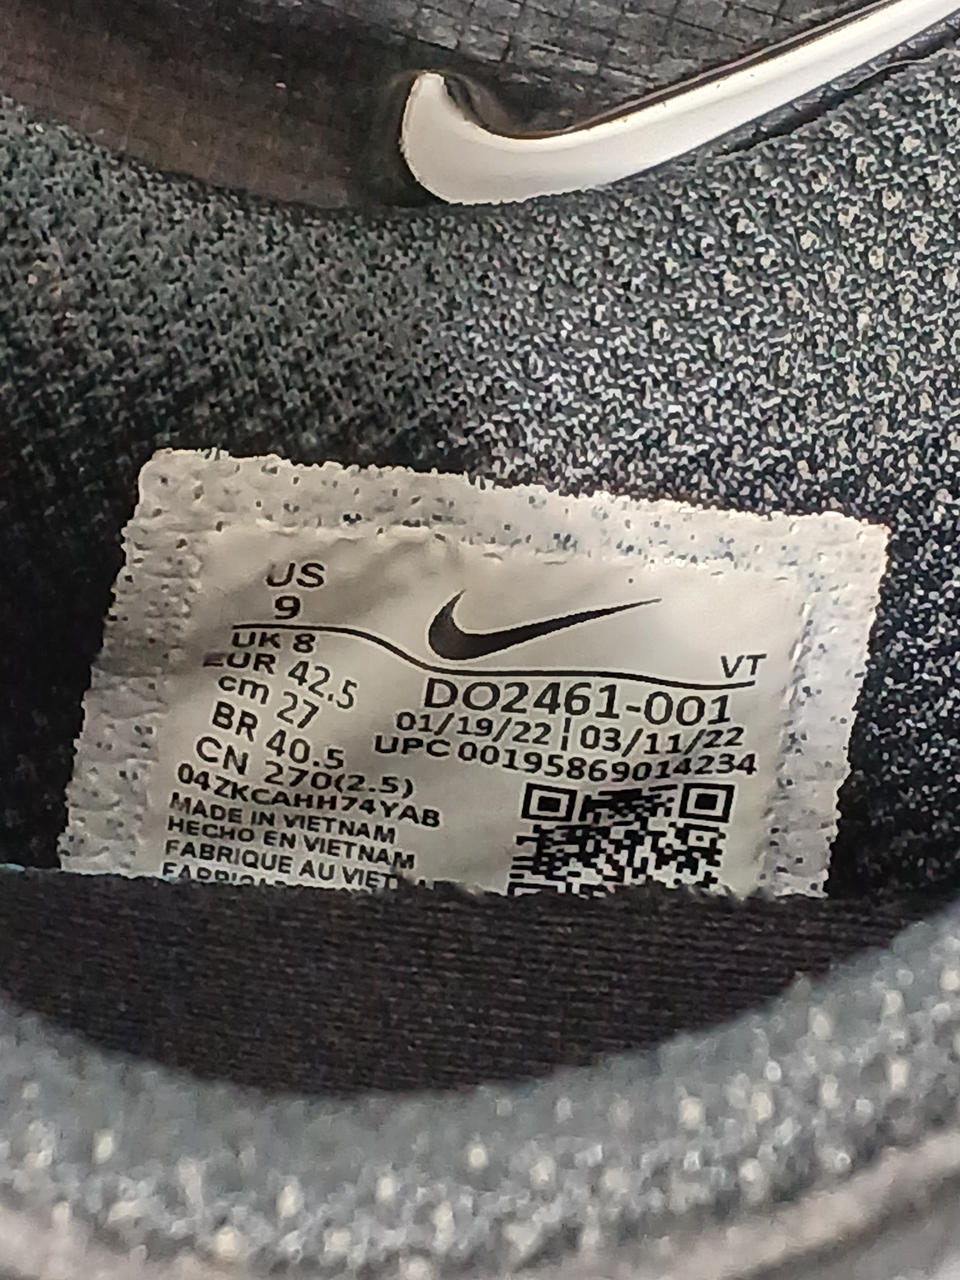 US
9
UK 8
EUR 42.5
cm 27
BR 40.5
CN 270(2.5)
04ZKCAHH74YAB
MADE IN VIETNAM
HECHO EN VIETNAM
FABRIQUE AU VIETNAM
VT
DO2461-001
01/19/22 | 03/11/22
UPC 00195869014234